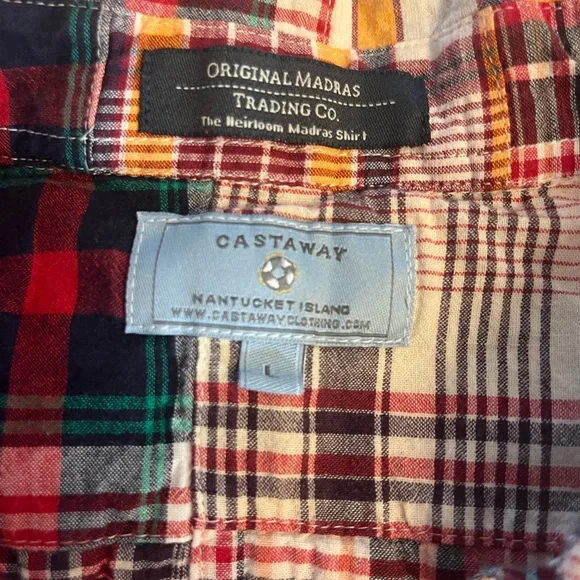 ORIGINAL MADRAS
TRADING CO.
The Heirloom Madras Shirt
CASTAWAY
NANTUCKET ISLAND
WWW.CASTAWAYCLOTHING.COM
L